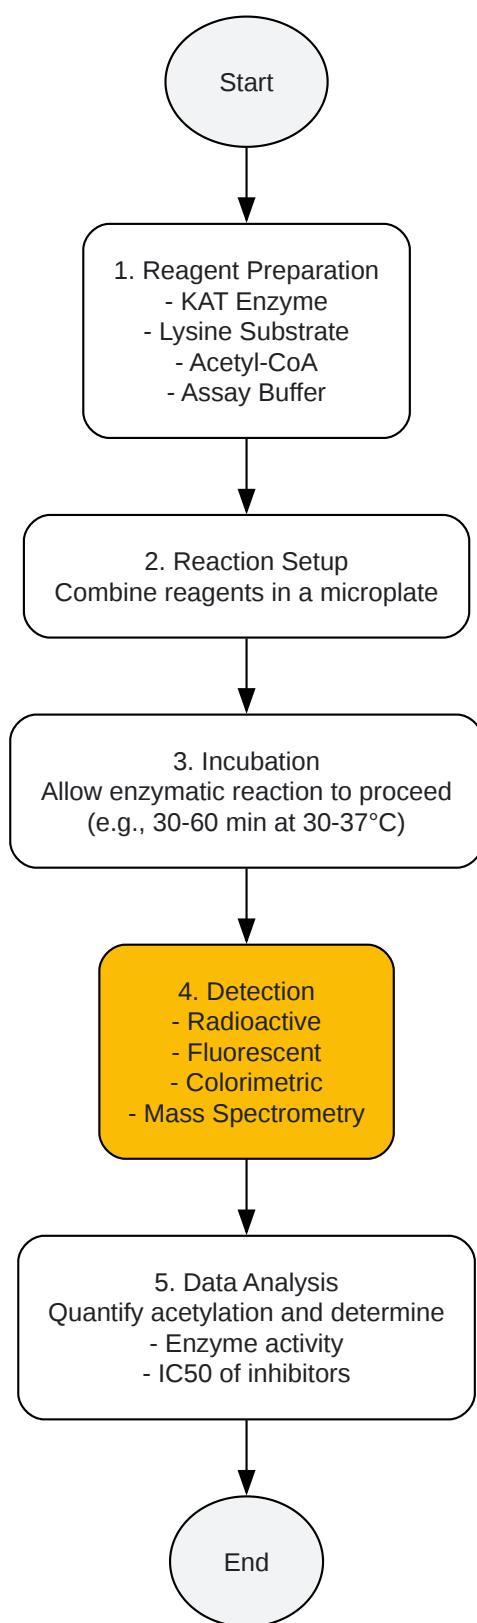 Start
1. Reagent Preparation
- KAT Enzyme
- Lysine Substrate
- Acetyl-CoA
- Assay Buffer
2. Reaction Setup
Combine reagents in a microplate
3. Incubation
Allow enzymatic reaction to proceed
(e.g., 30-60 min at 30-37°C)
4. Detection
- Radioactive
- Fluorescent
- Colorimetric
- Mass Spectrometry
5. Data Analysis
Quantify acetylation and determine
- Enzyme activity
- IC50 of inhibitors
End